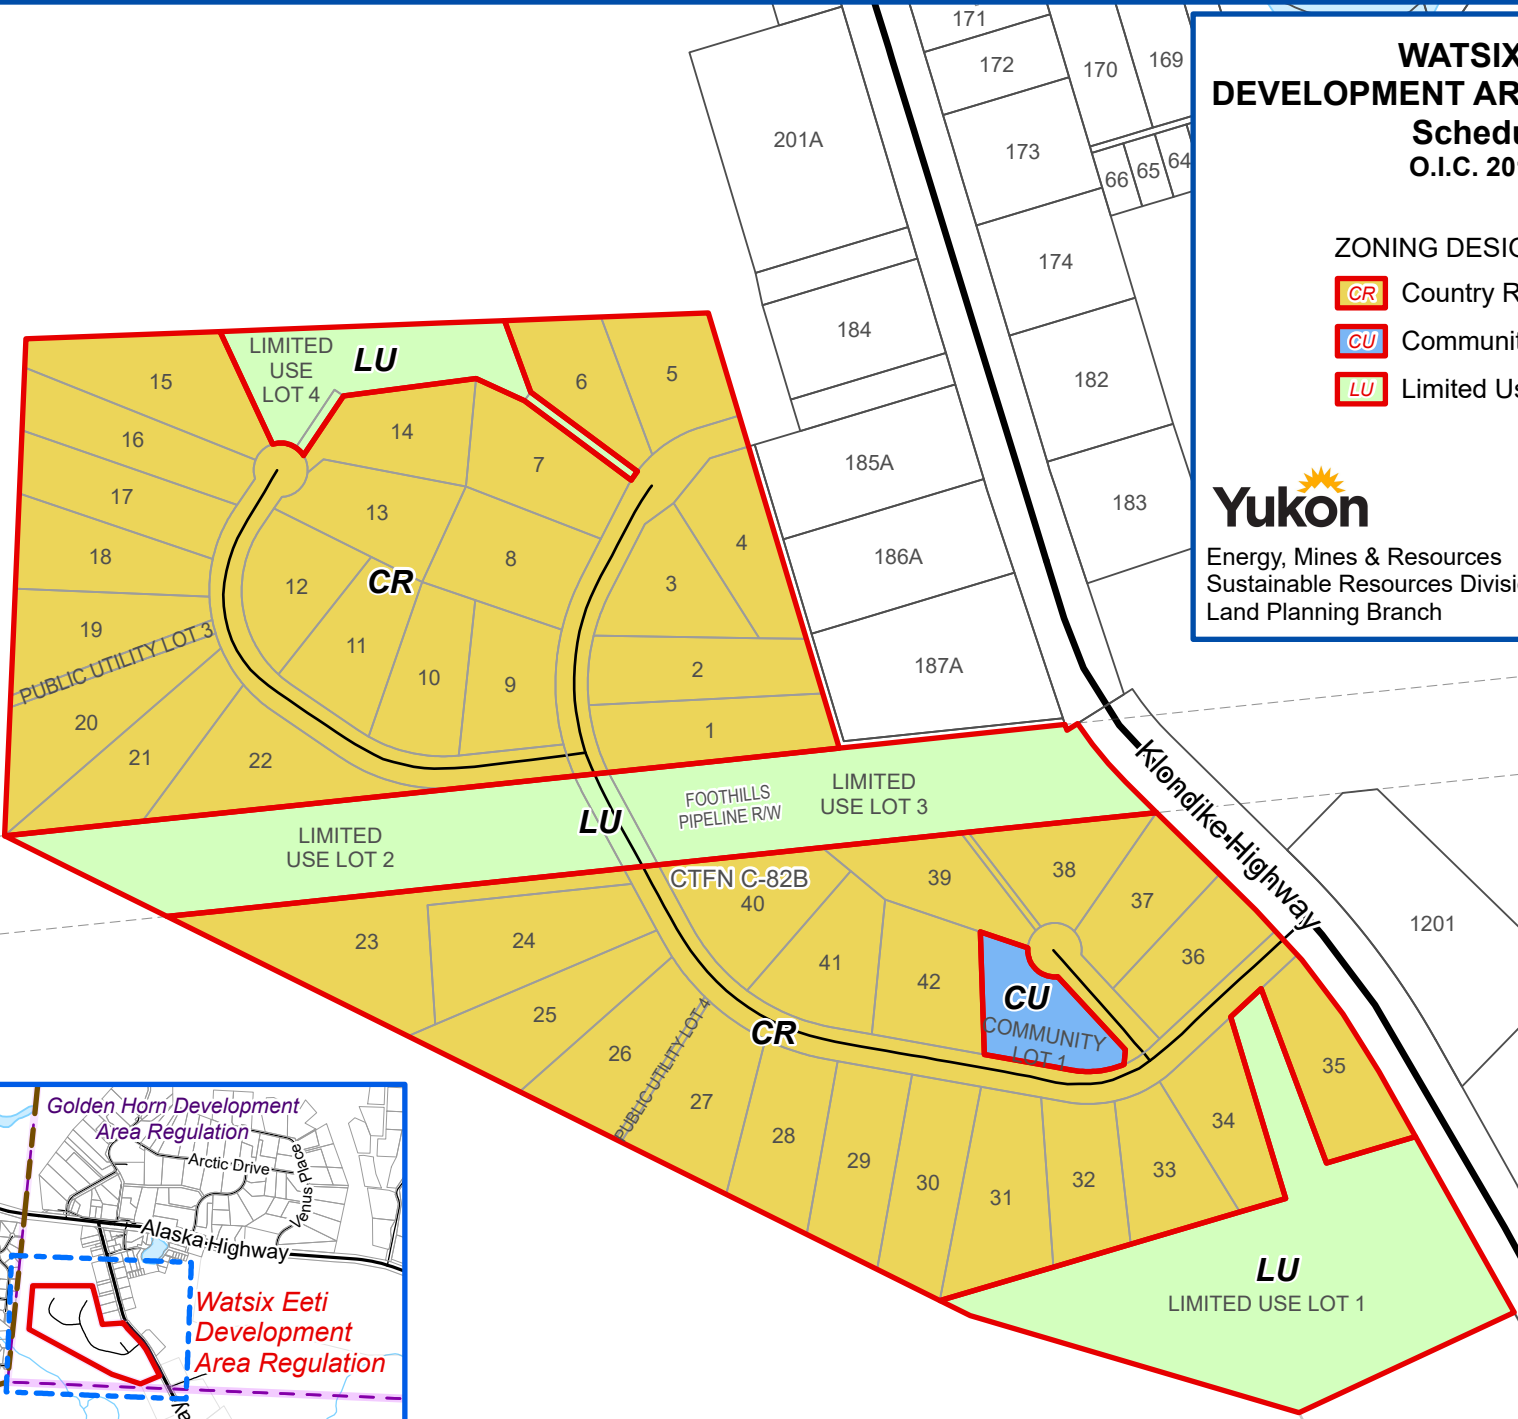 WATSIX
DEVELOPMENT AR
Schedu
O.I.C. 20
ZONING DESIG
CR Country R
CU Communit
LU Limited Us
Yukon
Energy, Mines & Resources
Sustainable Resources Divisi
Land Planning Branch
171
172
170
169
201A
173
66
65
64
174
184
182
185A
183
186A
187A
LIMITED
USE
LOT 4
LU
15
6
5
16
14
7
17
13
4
18
12
CR
8
3
19
PUBLIC UTILITY LOT 3
11
10
9
2
20
21
22
1
LIMITED
USE LOT 2
LU
FOOTHILLS
PIPELINE R/W
LIMITED
USE LOT 3
Klondike Highway
CTFN C-82B
40
39
38
37
36
1201
23
24
41
42
25
26
CR
CU
COMMUNITY
LOT 1
PUBLIC UTILITY LOT 4
27
28
29
30
31
32
33
34
35
LU
LIMITED USE LOT 1
Golden Horn Development
Area Regulation
Arctic Drive
Venus Place
Alaska Highway
Watsix Eeti
Development
Area Regulation
ay